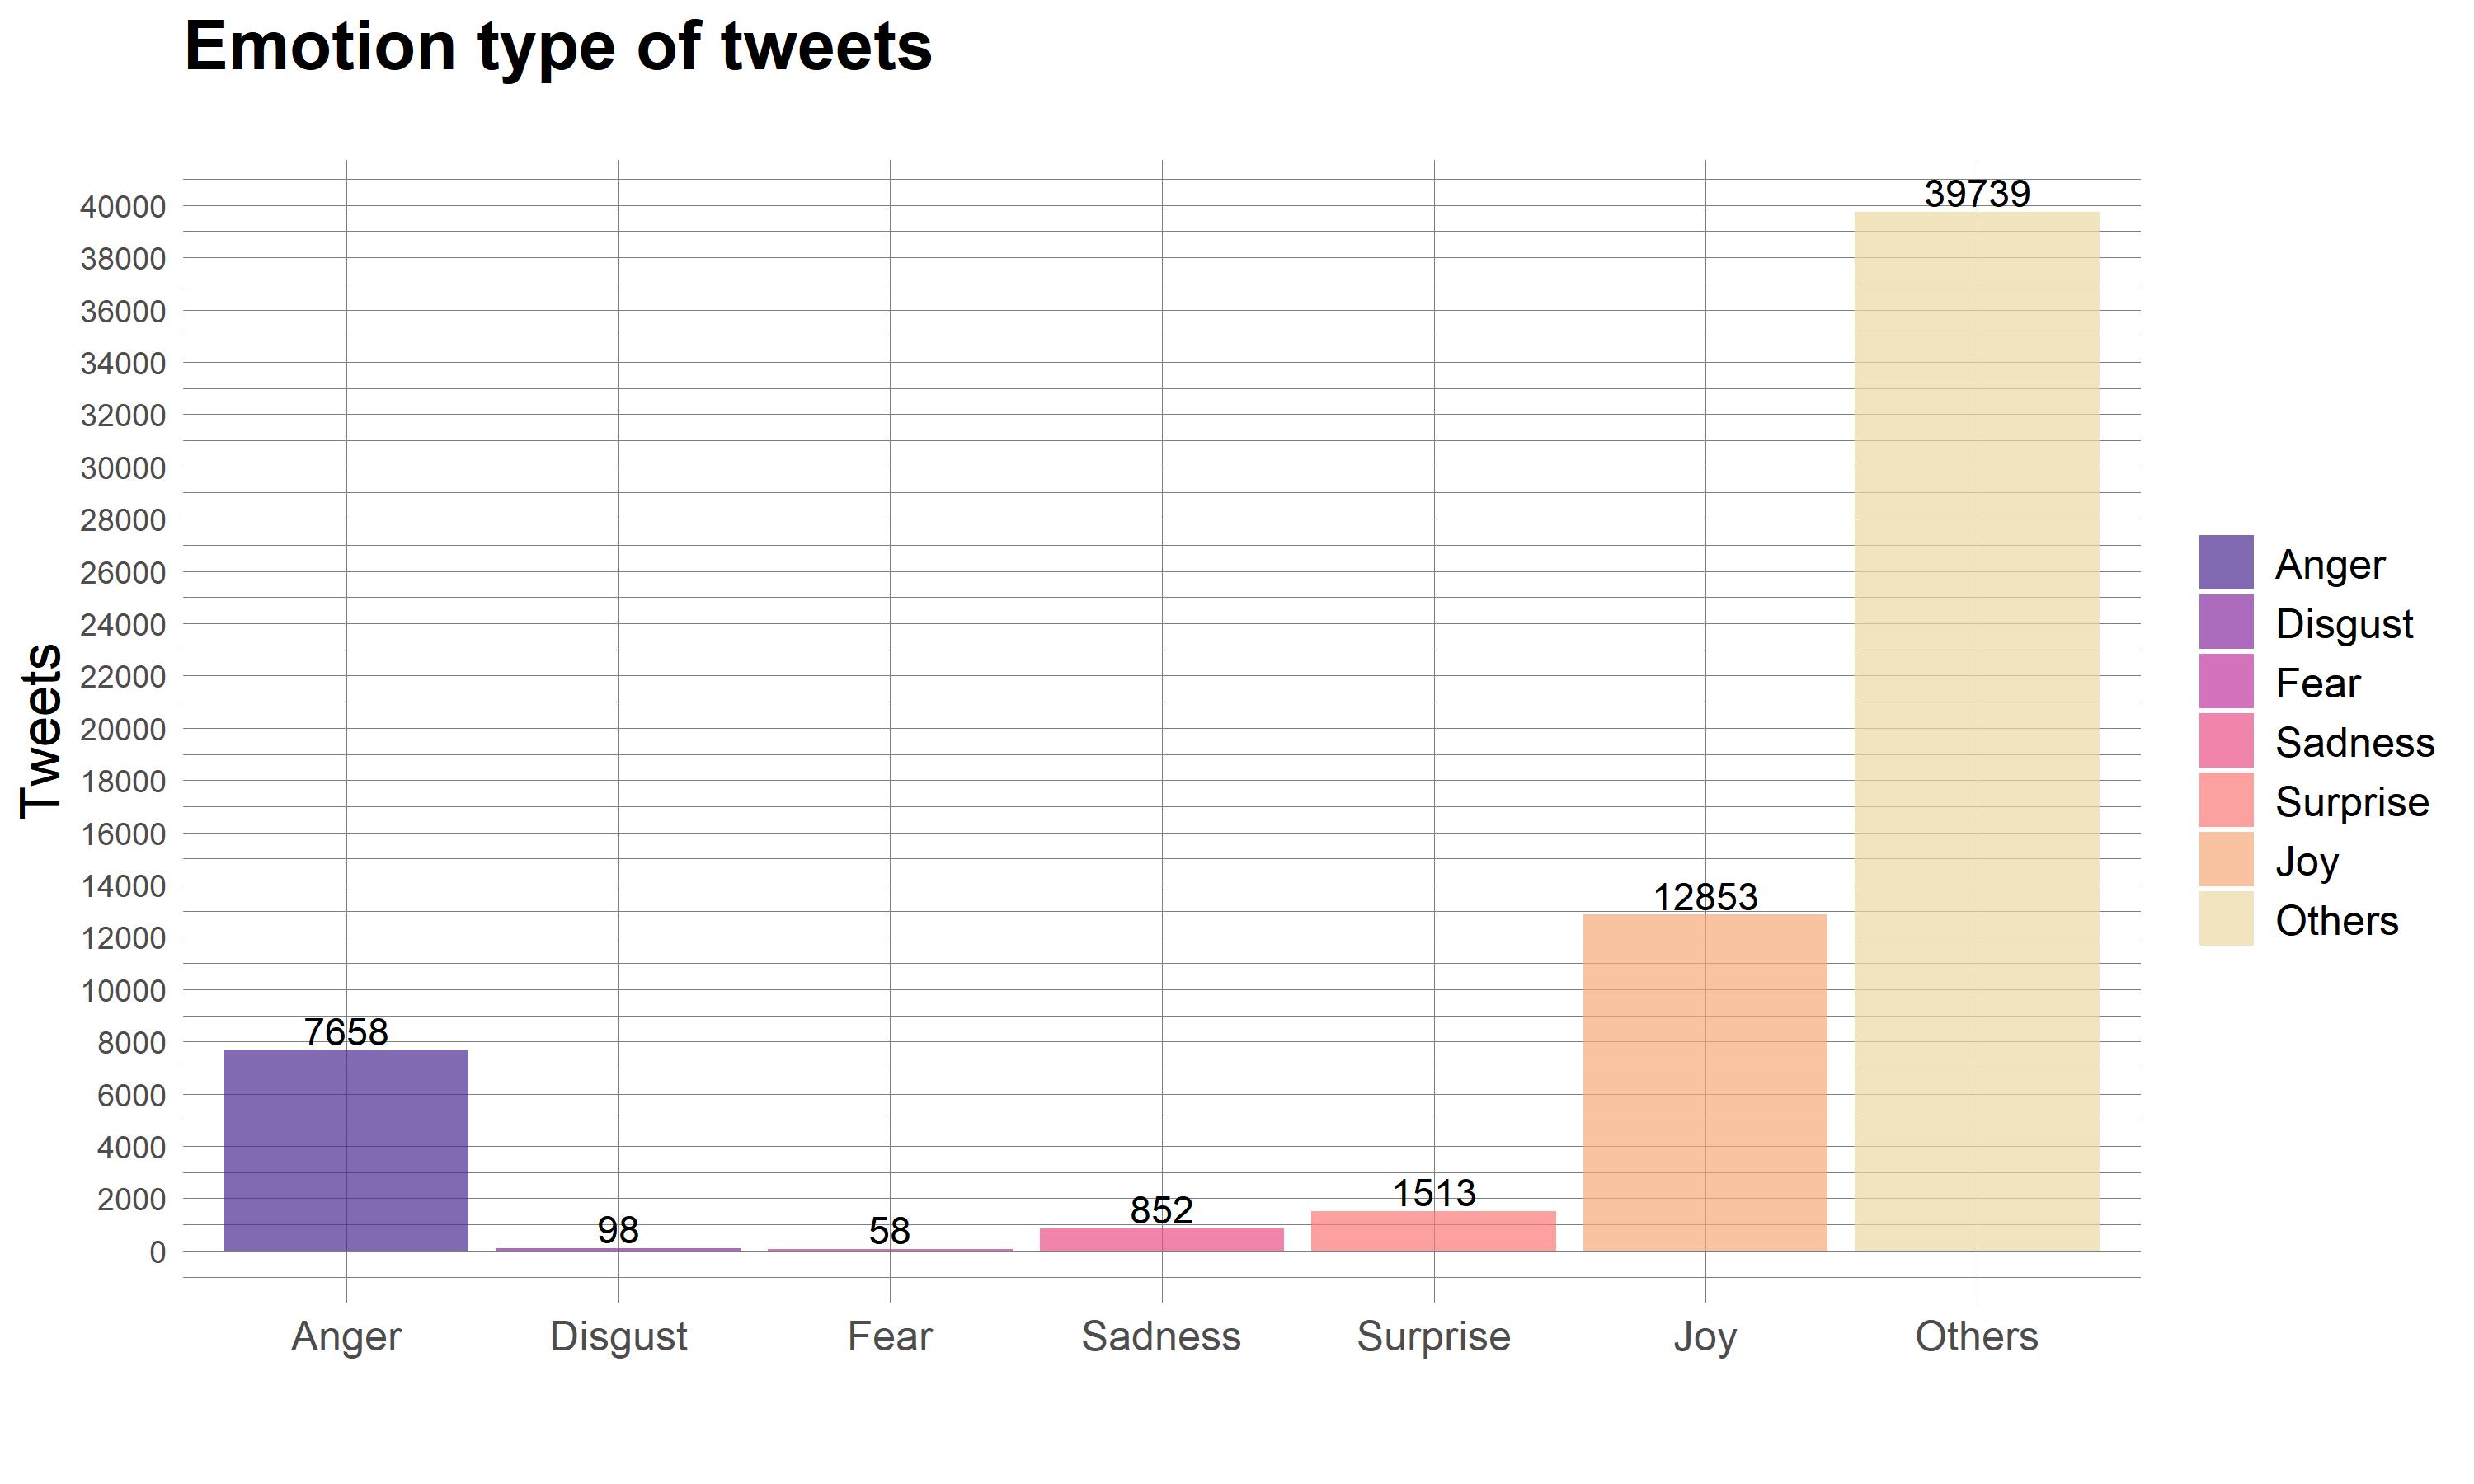 Emotion type of tweets
Tweets
40000
38000
36000
34000
32000
30000
28000
26000
24000
22000
20000
18000
16000
14000
12000
10000
8000
6000
4000
2000
0
7658
98
58
852
1513
12853
39739
Anger Disgust Fear Sadness Surprise Joy Others
Anger
Disgust
Fear
Sadness
Surprise
Joy
Others